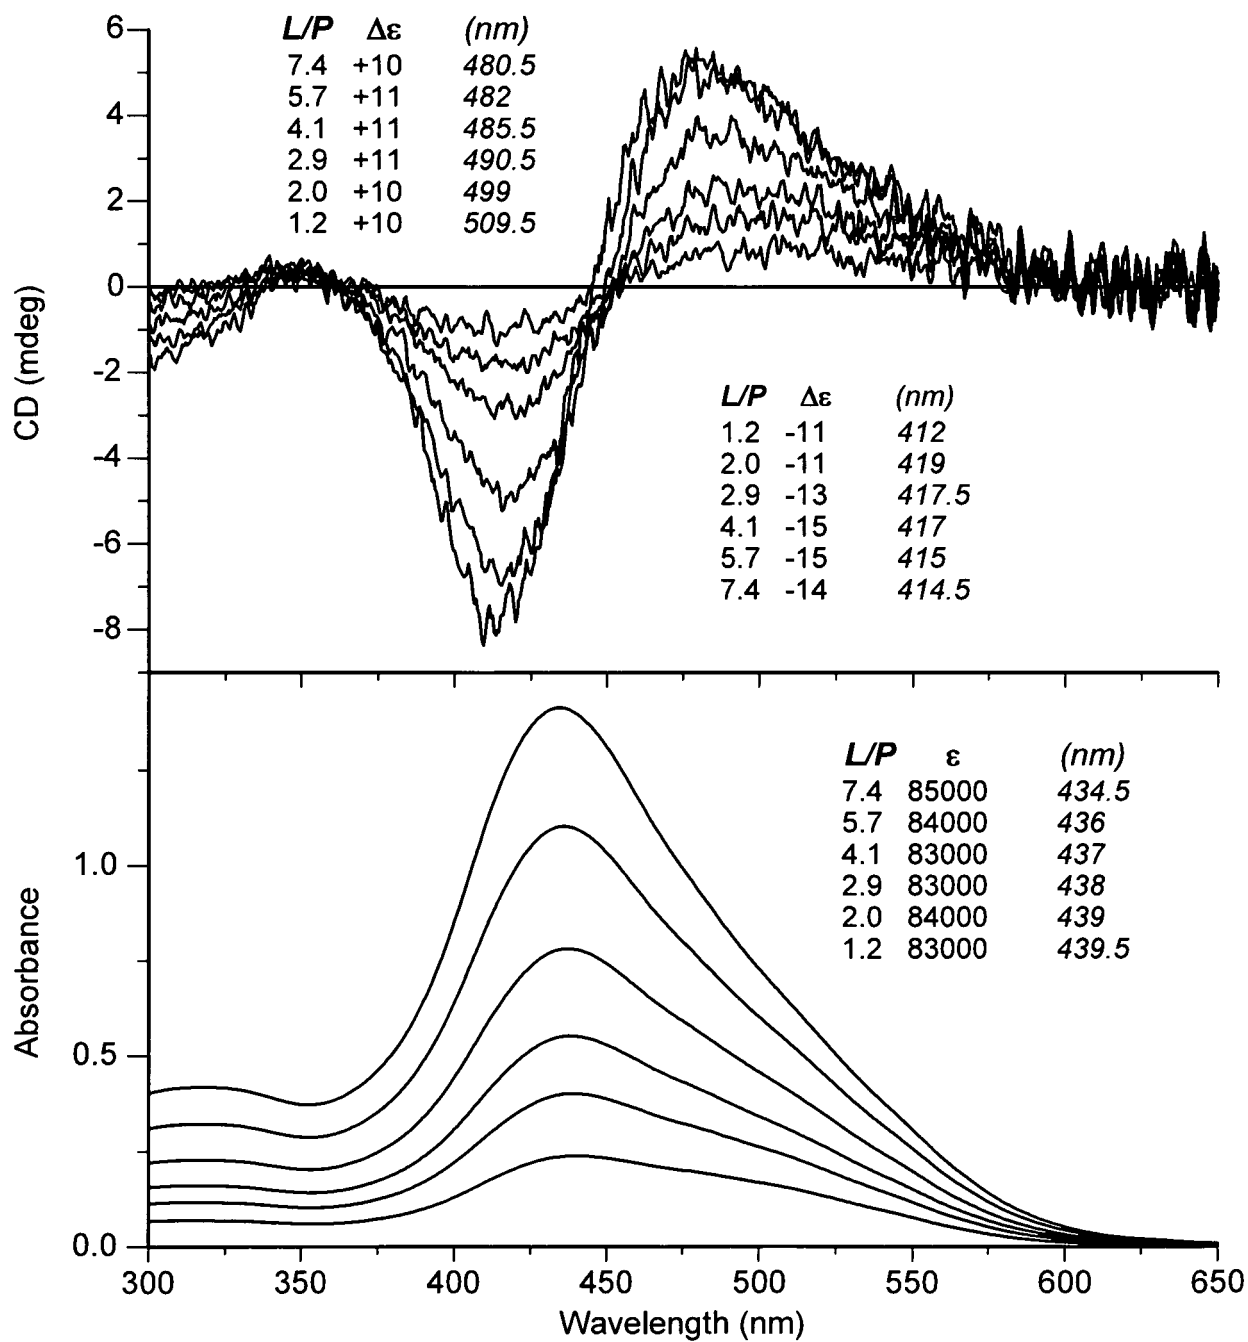 L/P Δε (nm)
7.4 +10 480.5
5.7 +11 482
4.1 +11 485.5
2.9 +11 490.5
2.0 +10 499
1.2 +10 509.5
6
4
2
0
-2
-4
-6
-8
CD (mdeg)
L/P Δε (nm)
1.2 -11 412
2.0 -11 419
2.9 -13 417.5
4.1 -15 417
5.7 -15 415
7.4 -14 414.5
L/P ε (nm)
7.4 85000 434.5
5.7 84000 436
4.1 83000 437
2.9 83000 438
2.0 84000 439
1.2 83000 439.5
1.0
0.5
0.0
Absorbance
300 350 400 450 500 550 600 650
Wavelength (nm)